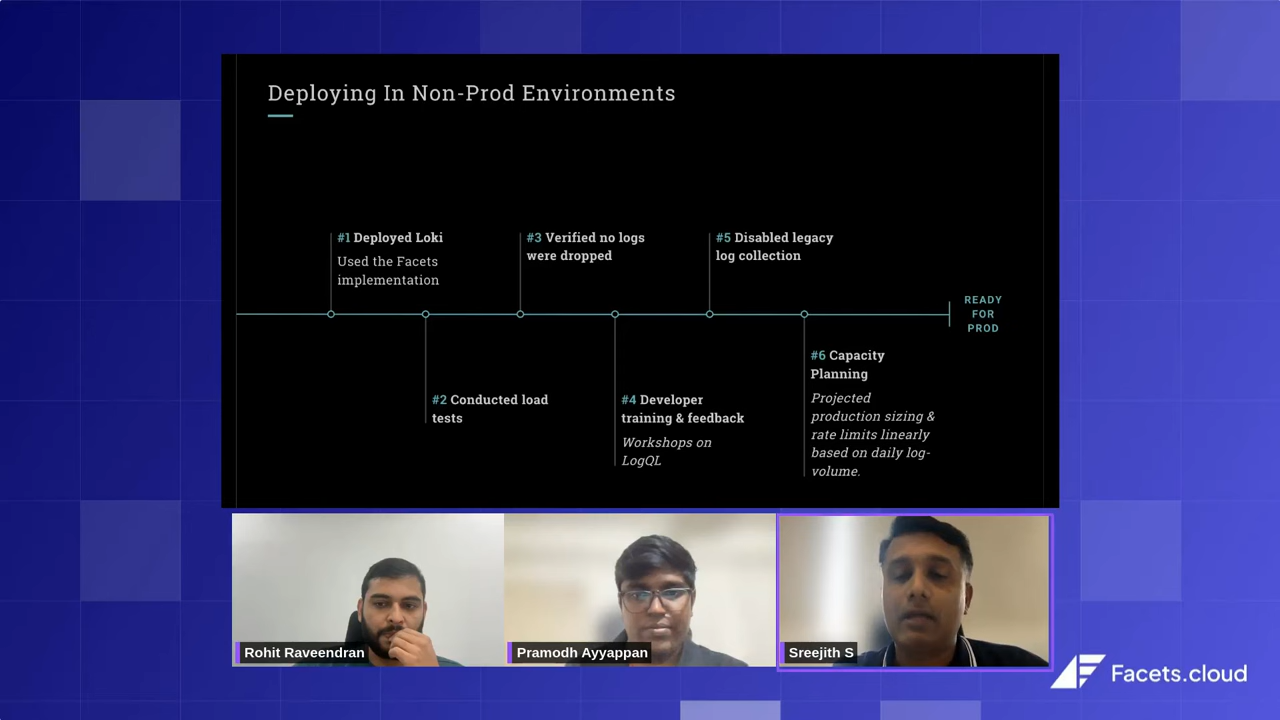 Deploying In Non-Prod Environments
#1 Deployed Loki
Used the Facets
implementation
#2 Conducted load
tests
#3 Verified no logs
were dropped
#4 Developer
training & feedback
Workshops on
LogQL
#5 Disabled legacy
log collection
#6 Capacity
Planning
Projected
production sizing &
rate limits linearly
based on daily log-
volume.
READY
FOR
PROD
Rohit Raveendran
Pramodh Ayyappan
Sreejith S
Facets.cloud